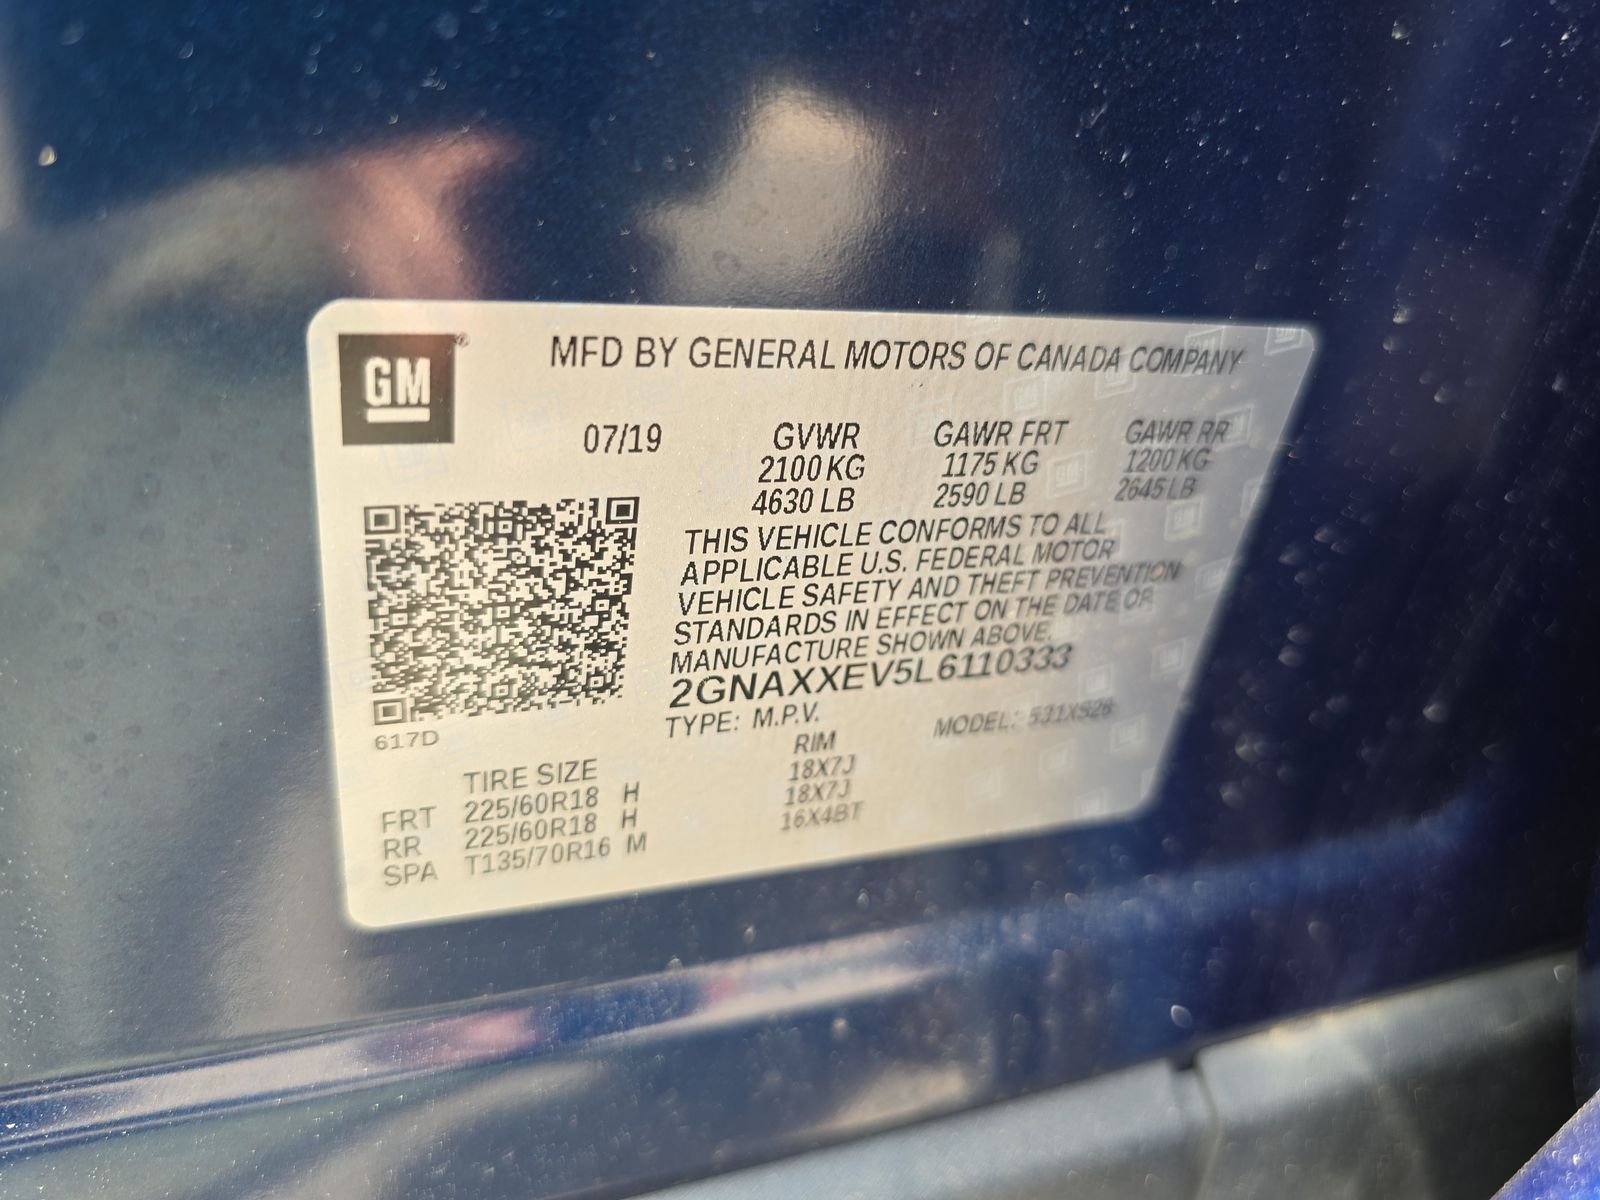 GM®
MFD BY GENERAL MOTORS OF CANADA COMPANY
07/19 GVWR GAWR FRT GAWR RR
2100 KG 1175 KG 1200 KG
4630 LB 2590 LB 2645 LB
THIS VEHICLE CONFORMS TO ALL
APPLICABLE U.S. FEDERAL MOTOR
VEHICLE SAFETY AND THEFT PREVENTION
STANDARDS IN EFFECT ON THE DATE OF
MANUFACTURE SHOWN ABOVE.
2GNAXXEV5L6110333
TYPE: M.P.V. MODEL: 531XS26
617D
TIRE SIZE RIM
FRT 225/60R18 H 18X7J
RR 225/60R18 H 18X7J
SPA T135/70R16 M 16X4BT